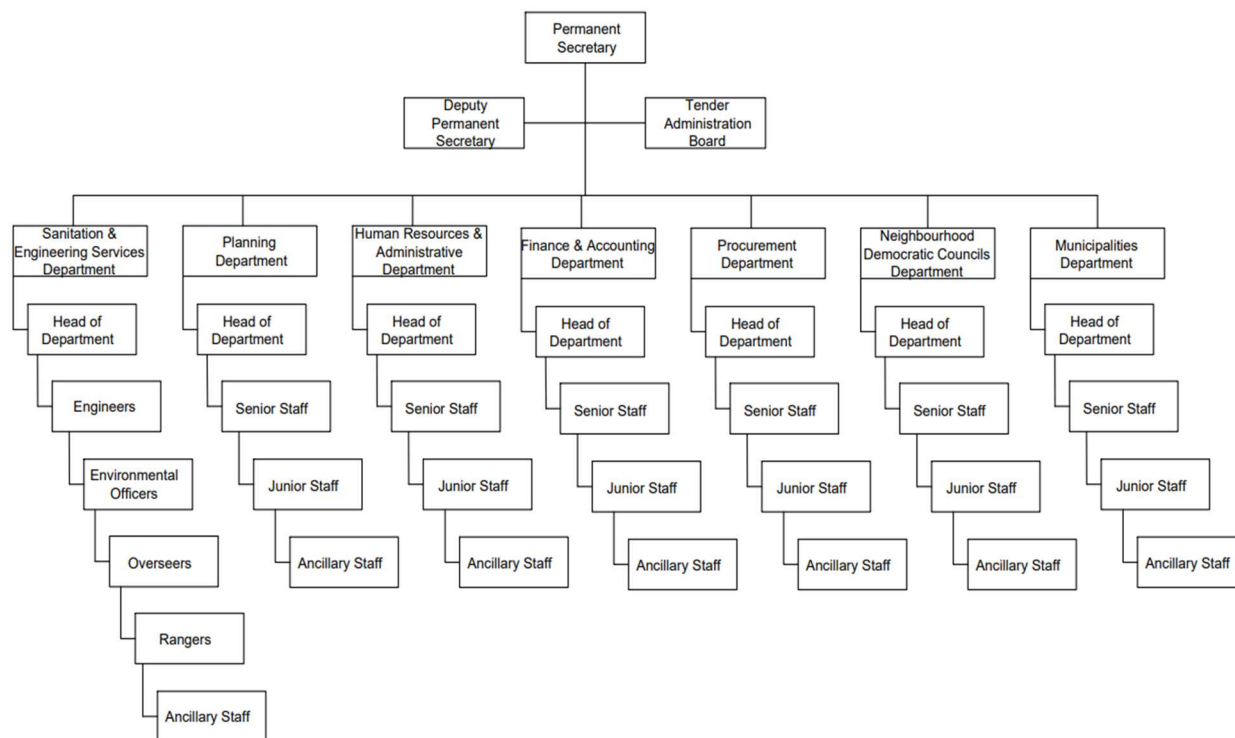 Permanent
Secretary
Deputy
Permanent
Secretary
Tender
Administration
Board
Sanitation &
Engineering Services
Department
Planning
Department
Human Resources &
Administrative
Department
Finance & Accounting
Department
Procurement
Department
Neighbourhood
Democratic Councils
Department
Municipalities
Department
Head of
Department
Head of
Department
Head of
Department
Head of
Department
Head of
Department
Head of
Department
Head of
Department
Engineers
Senior Staff
Senior Staff
Senior Staff
Senior Staff
Senior Staff
Senior Staff
Environmental
Officers
Junior Staff
Junior Staff
Junior Staff
Junior Staff
Junior Staff
Junior Staff
Overseers
Ancillary Staff
Ancillary Staff
Ancillary Staff
Ancillary Staff
Ancillary Staff
Ancillary Staff
Rangers
Ancillary Staff